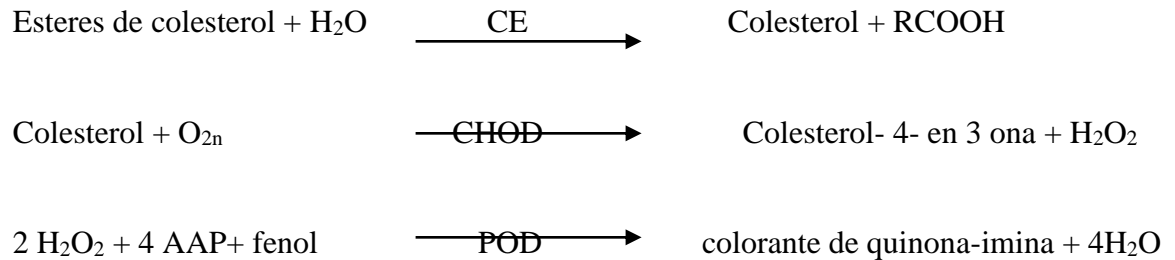 Esteres de colesterol + H₂O CE Colesterol + RCOOH
Colesterol + O₂ₙ CHOD Colesterol- 4- en 3 ona + H₂O₂
2 H₂O₂ + 4 AAP+ fenol POD colorante de quinona-imina + 4H₂O